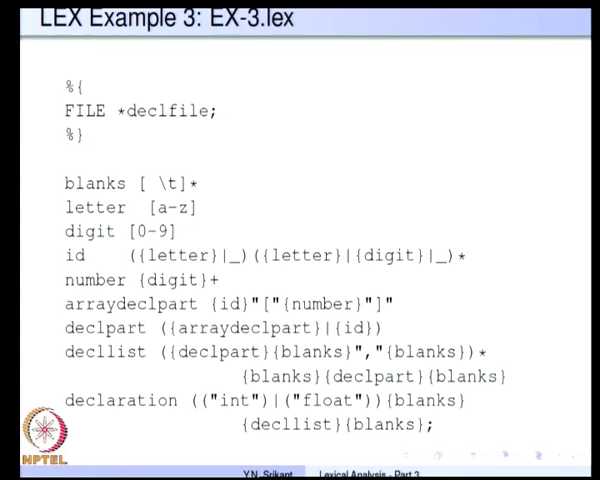 LEX Example 3: EX-3.lex
%{
FILE *declfile;
%}
blanks [ \t]*
letter [a-z]
digit [0-9]
id ({letter}|_)({letter}|{digit}|_)*
number {digit}+
arraydeclpart {id}"["{number}"]"
declpart ({arraydeclpart}|{id})
decllist ({declpart}{blanks}","{blanks})*
{blanks}{declpart}{blanks}
declaration (("int")|("float")){blanks}
{decllist}{blanks};
NPTEL
Y.N. Srikant Lexical Analysis - Part 3